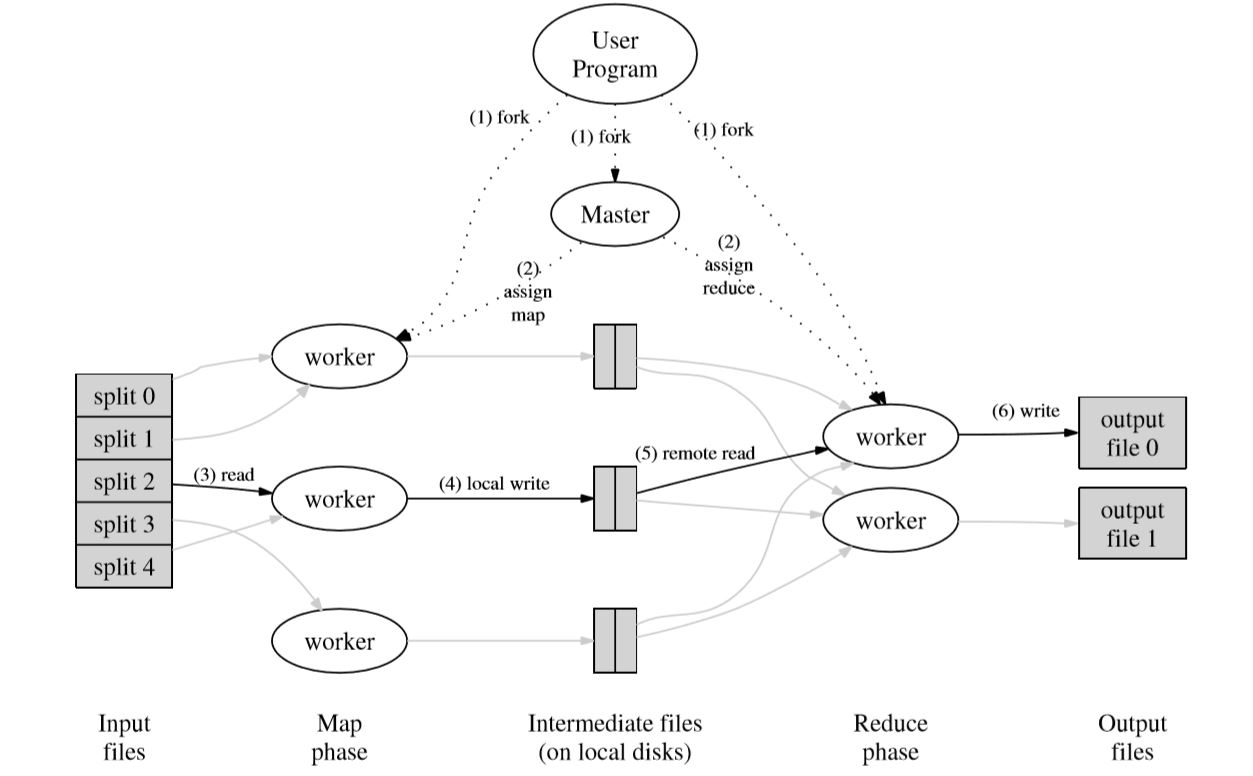 User
Program
(1) fork
(1) fork
(1) fork
Master
(2)
assign
map
(2)
assign
reduce
worker
split 0
split 1
split 2
split 3
split 4
(3) read
worker
(4) local write
(5) remote read
worker
worker
worker
(6) write
output
file 0
output
file 1
Input
files
Map
phase
Intermediate files
(on local disks)
Reduce
phase
Output
files